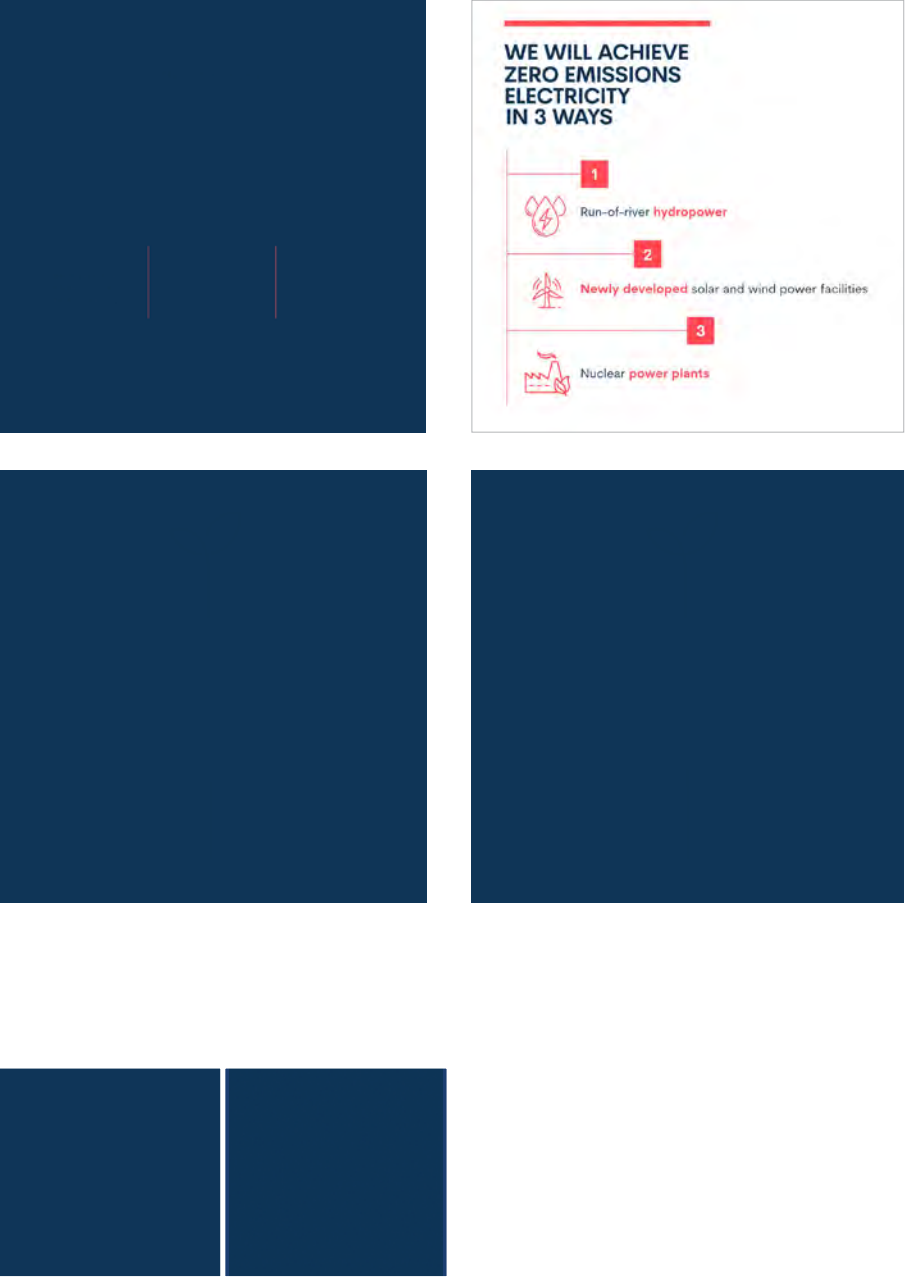 WE WILL ACHIEVE
ZERO EMISSIONS
ELECTRICITY
IN 3 WAYS
1
Run-of-river hydropower
2
Newly developed solar and wind power facilities
3
Nuclear power plants